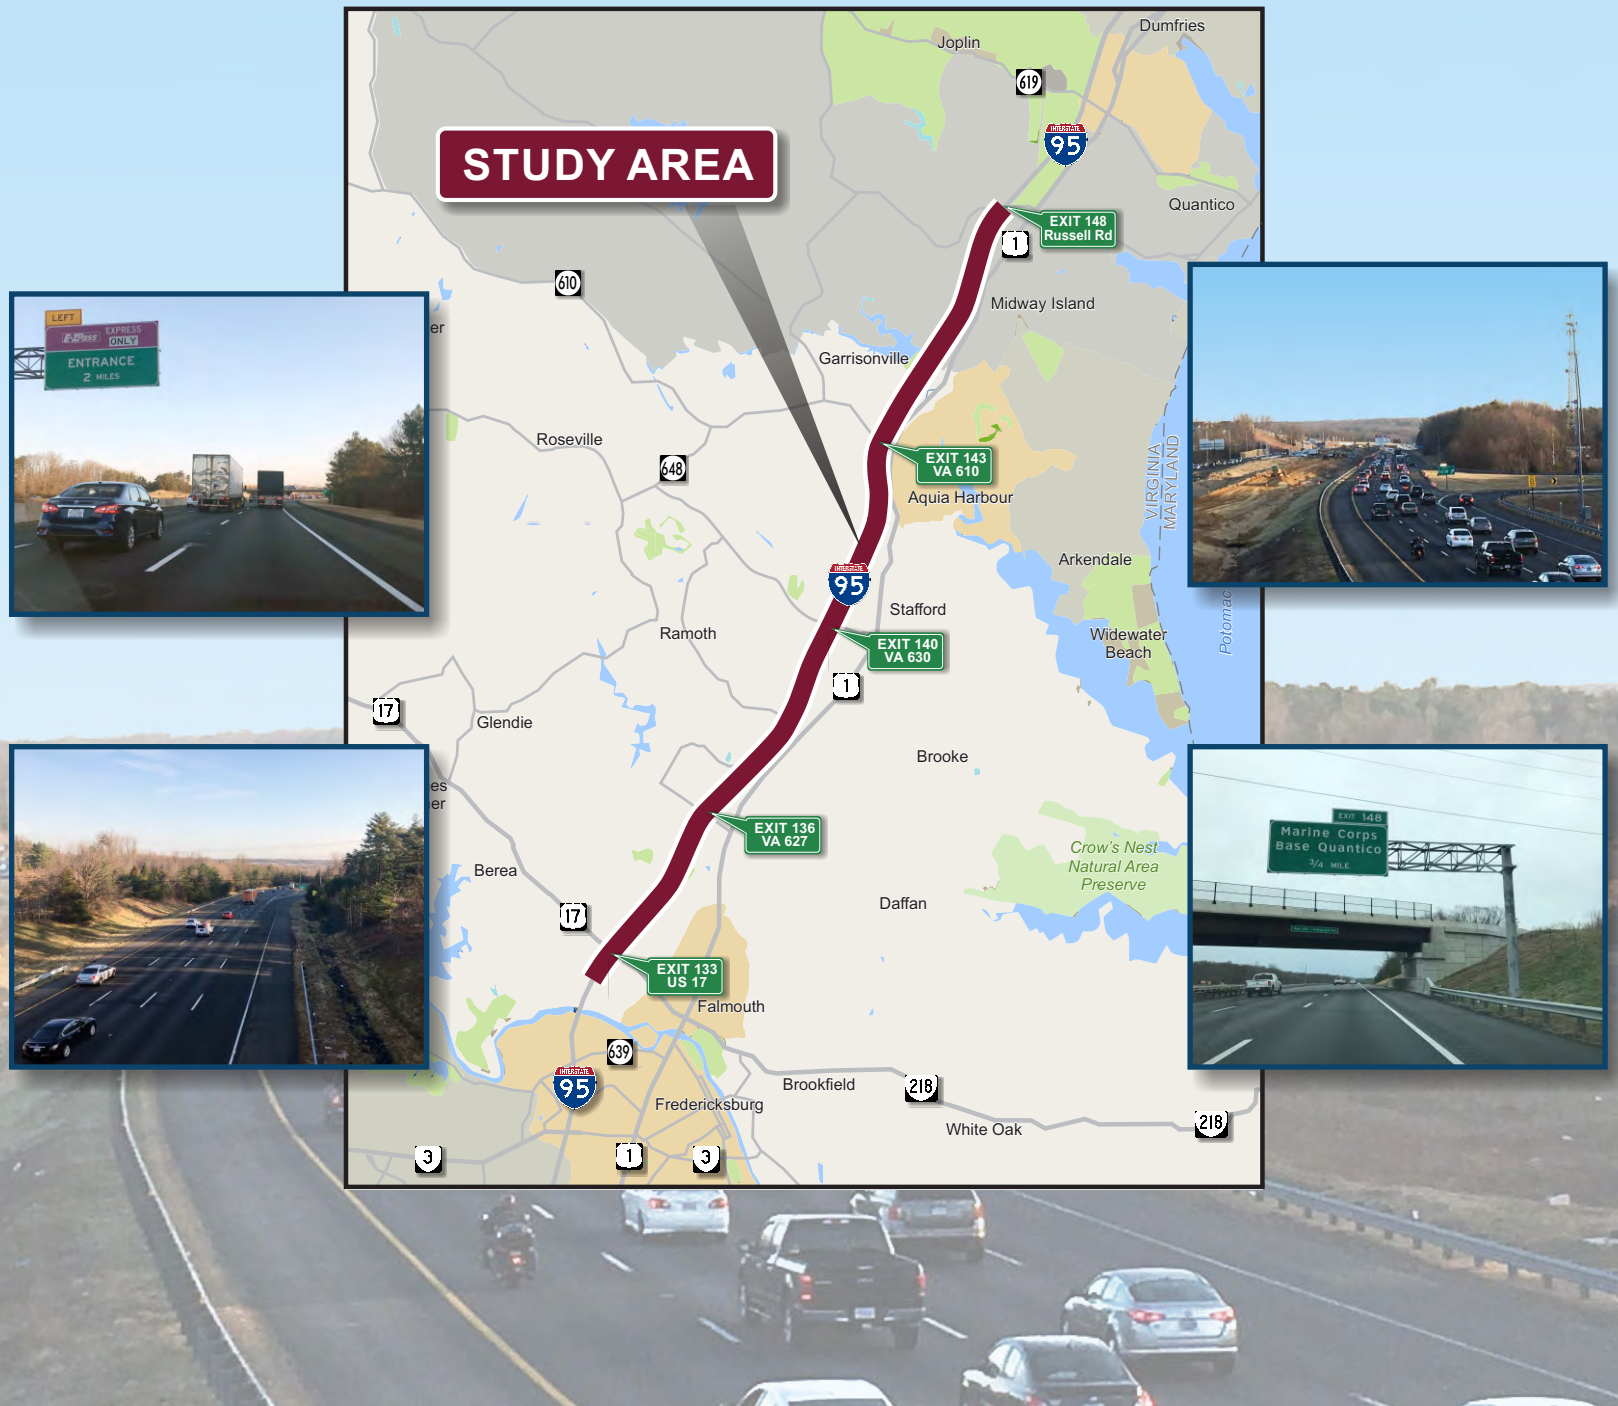 Dumfries
Joplin
619
INTERSTATE
95
STUDY AREA
Quantico
EXIT 148
Russell Rd
1
610
Midway Island
er
Garrisonville
LEFT
E-ZPass
EXPRESS
ONLY
ENTRANCE
2 MILES
Roseville
648
EXIT 143
VA 610
Aquia Harbour
VIRGINIA
MARYLAND
Arkendale
INTERSTATE
95
Stafford
Potomac
Ramoth
EXIT 140
VA 630
Widewater
Beach
1
17
Glendie
Brooke
es
er
EXIT 136
VA 627
Crow's Nest
Natural Area
Preserve
EXIT 148
Marine Corps
Base Quantico
3/4 MILE
Berea
17
Daffan
EXIT 133
US 17
Falmouth
639
INTERSTATE
95
Brookfield
218
Fredericksburg
White Oak
218
3
1
3